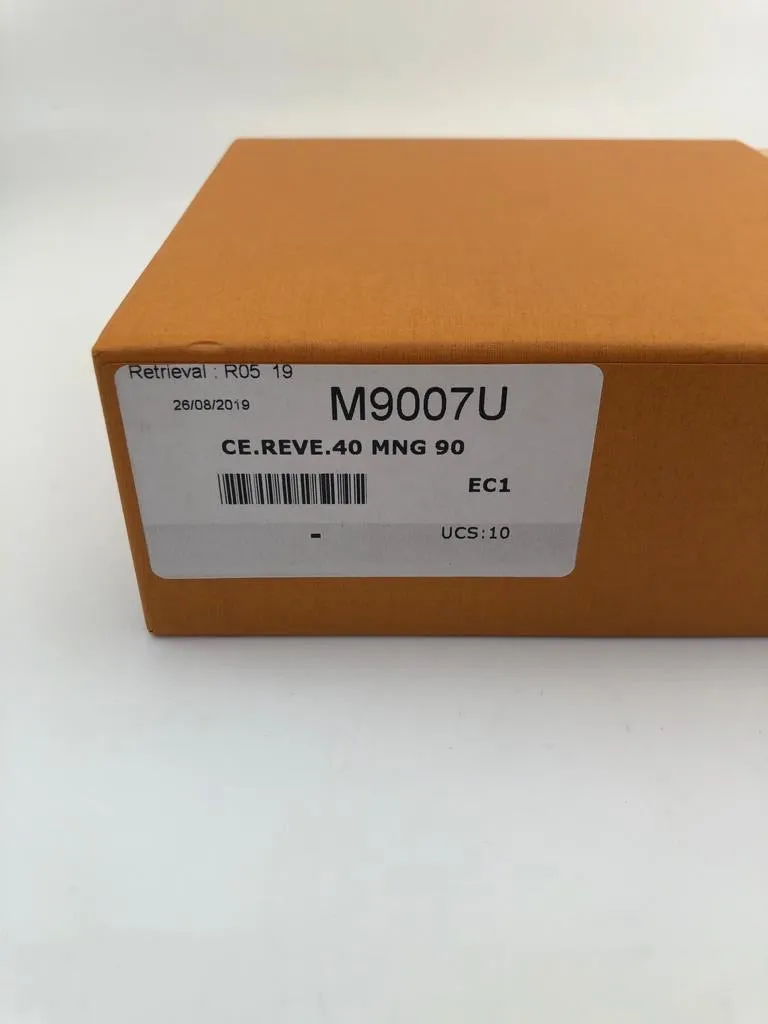 Retrieval : R05 19
26/08/2019 M9007U
CE.REVE.40 MNG 90
EC1
- UCS:10